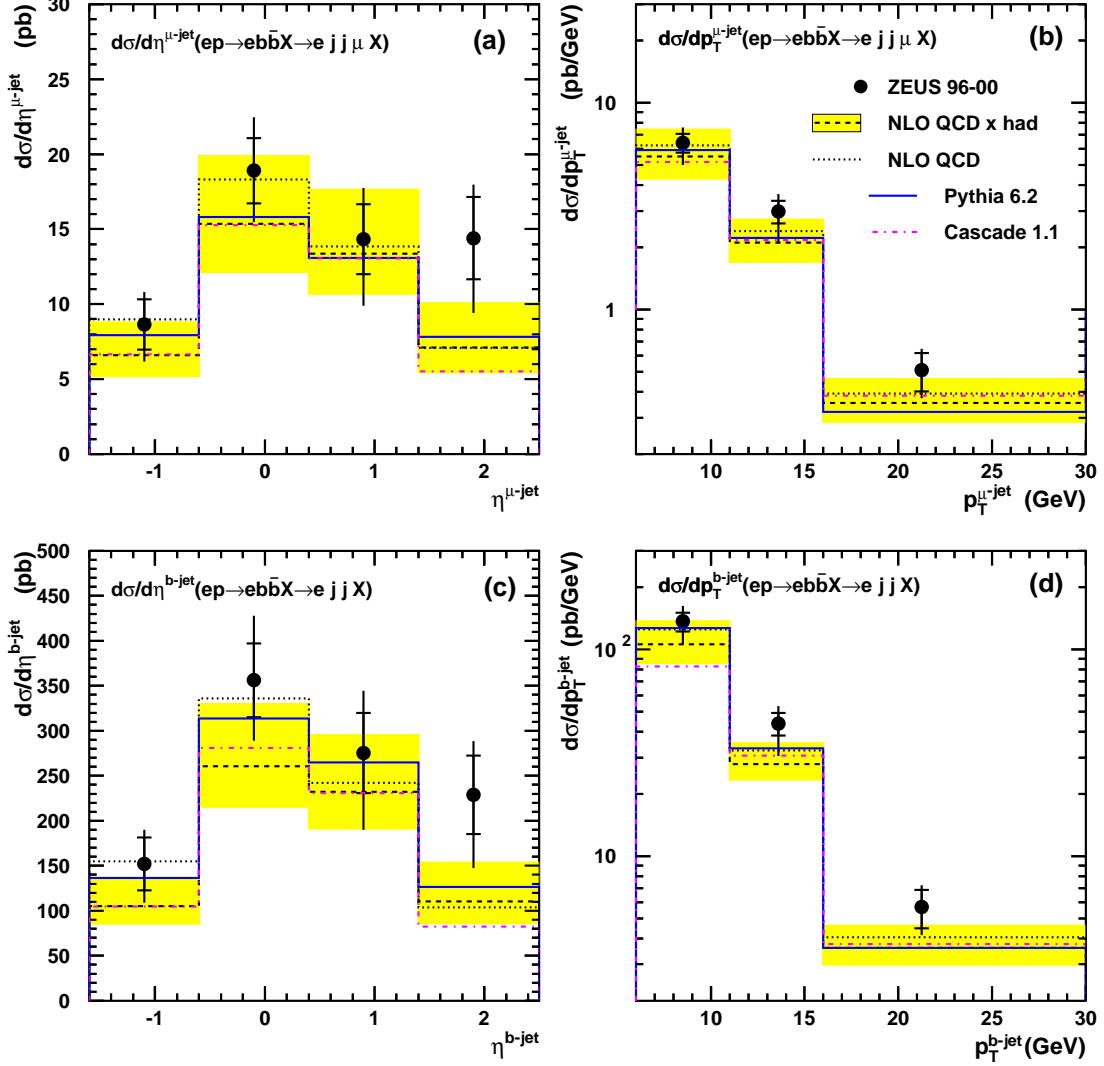 dσ/dη^μ-jet (pb)
dσ/dη^μ-jet(ep→ebb̄X→e j j μ X)
(a)
30
25
20
15
10
5
0
-1 0 1 2
η^μ-jet
dσ/dp_T^μ-jet (pb/GeV)
dσ/dp_T^μ-jet(ep→ebb̄X→e j j μ X)
(b)
ZEUS 96-00
NLO QCD x had
NLO QCD
Pythia 6.2
Cascade 1.1
10
1
10 15 20 25 30
p_T^μ-jet (GeV)
dσ/dη^b-jet (pb)
dσ/dη^b-jet(ep→ebb̄X→e j j X)
(c)
500
450
400
350
300
250
200
150
100
50
0
-1 0 1 2
η^b-jet
dσ/dp_T^b-jet (pb/GeV)
dσ/dp_T^b-jet(ep→ebb̄X→e j j X)
(d)
10^2
10
10 15 20 25 30
p_T^b-jet (GeV)